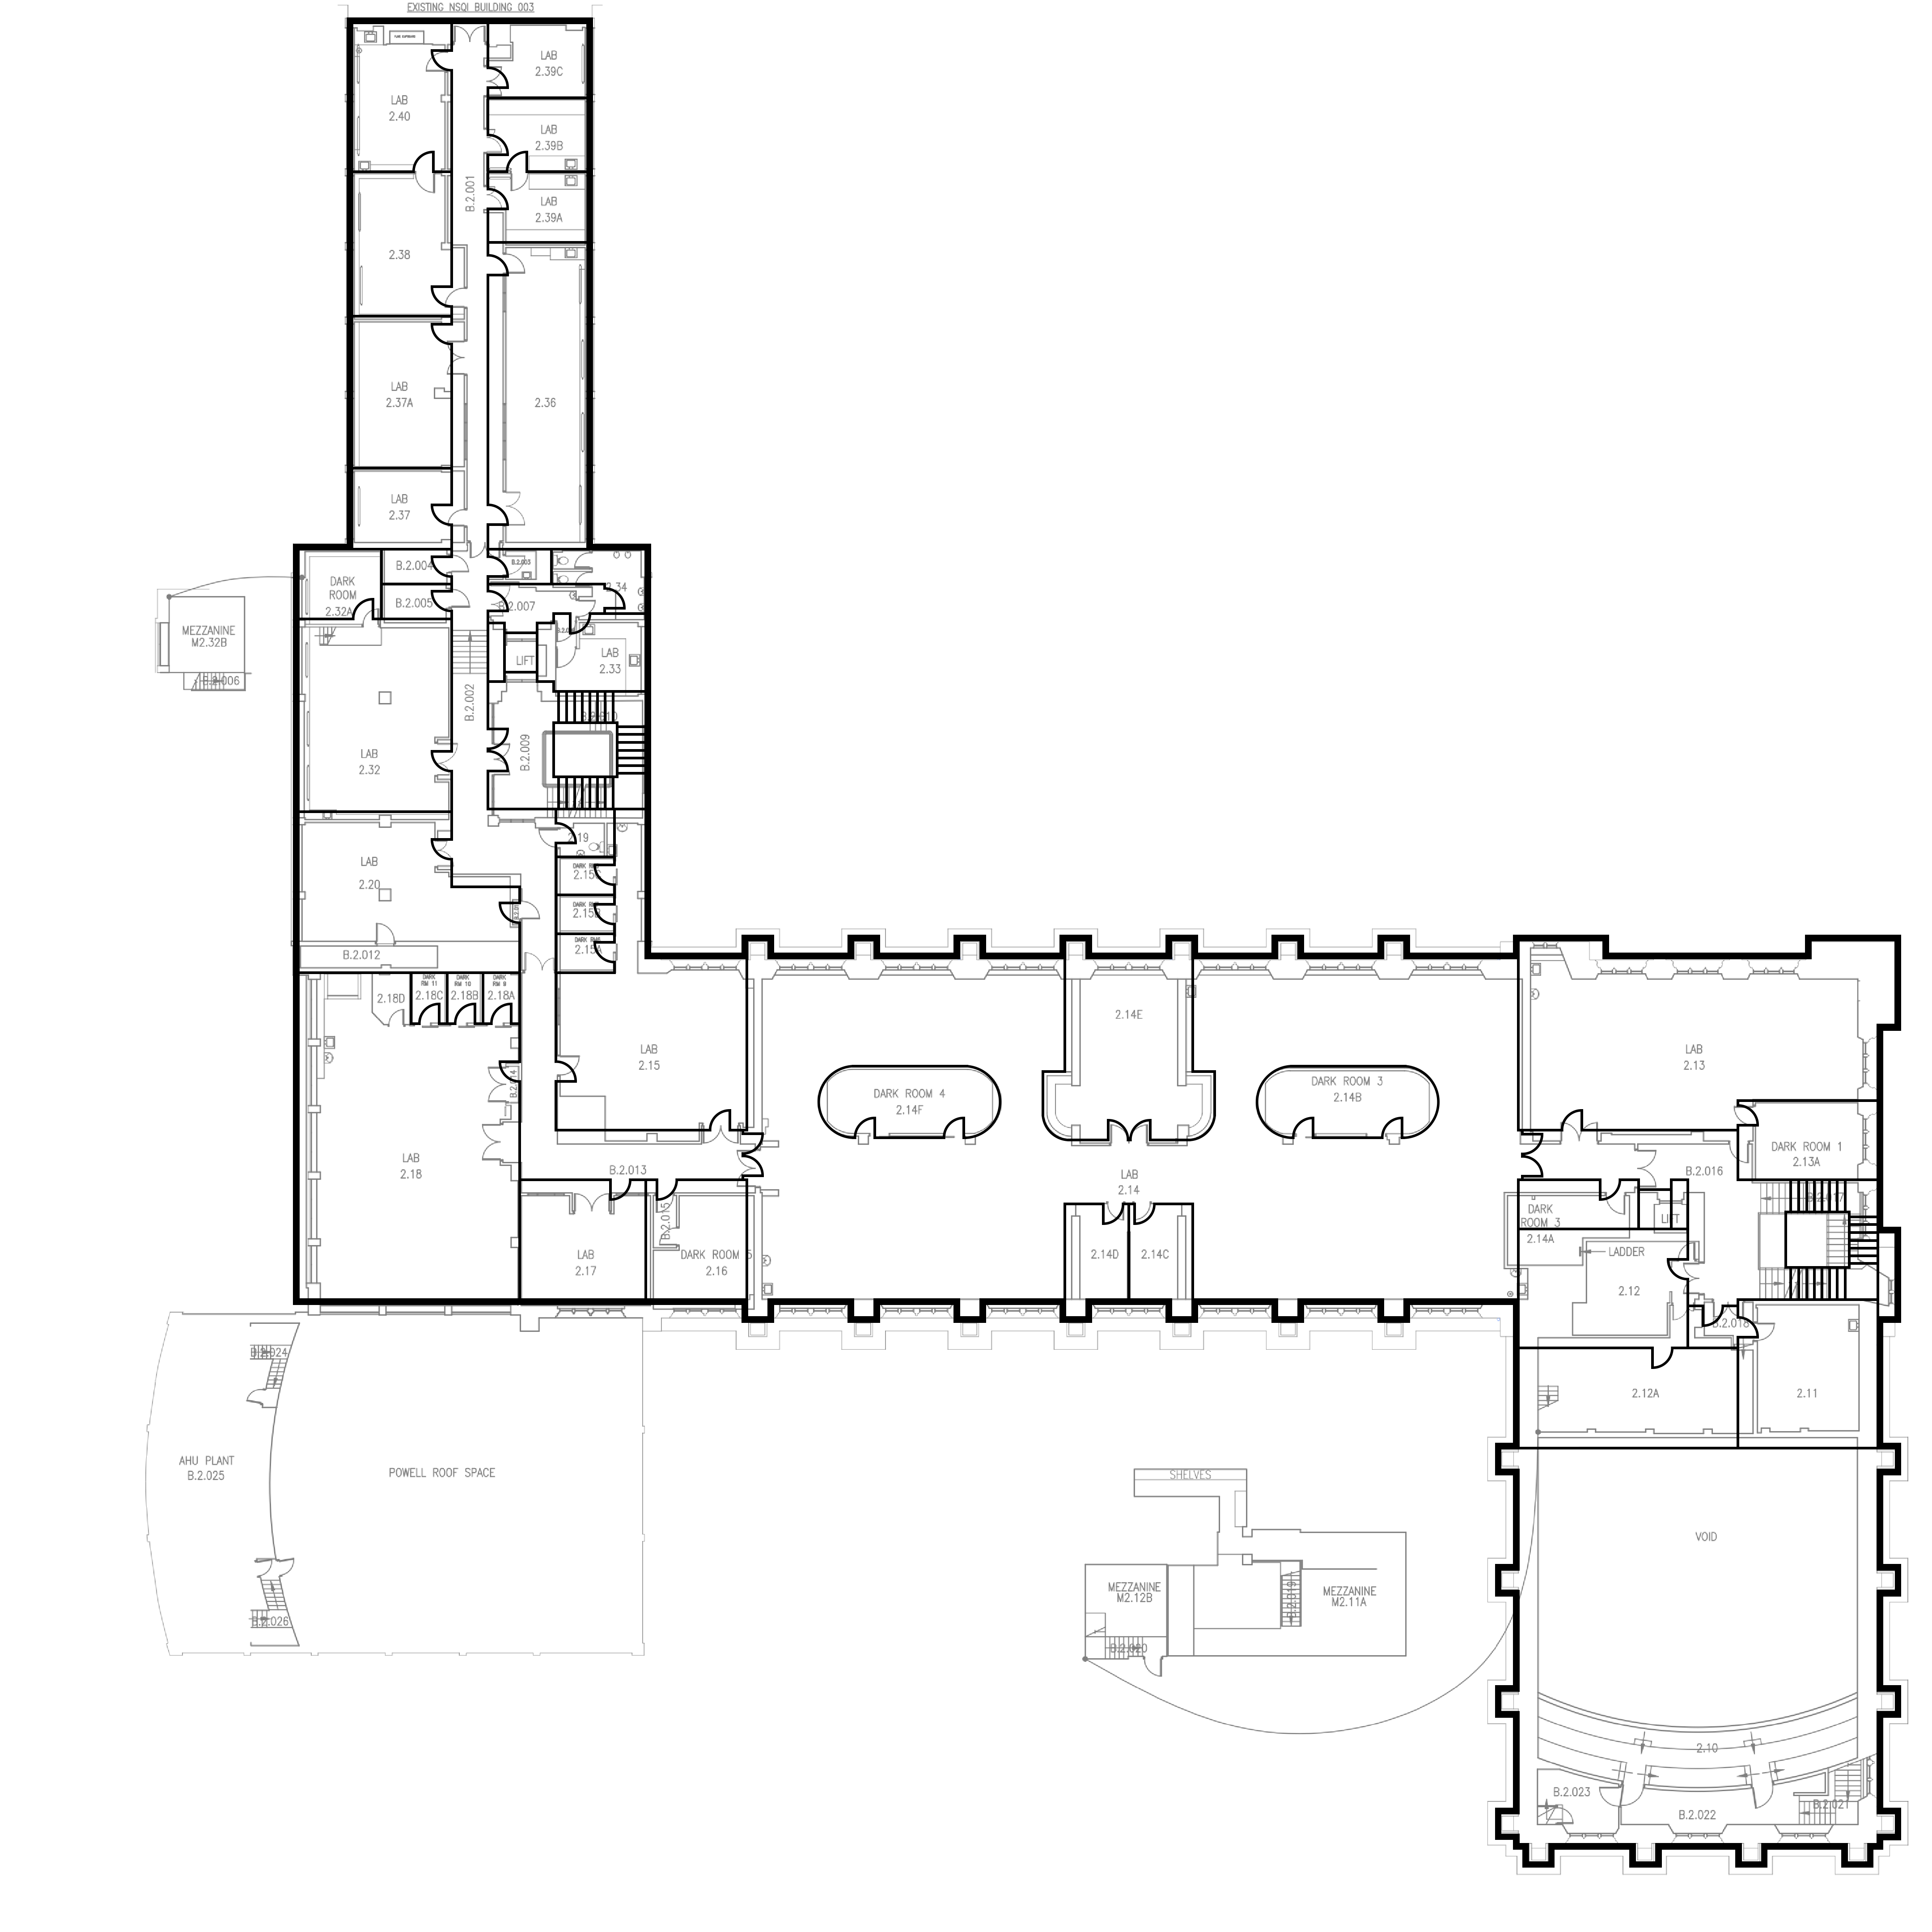 EXISTING NSQI BUILDING 003
LAB
2.39C
LAB
2.40
LAB
2.39B
B.2.001
LAB
2.39A
2.38
LAB
2.37A
2.36
LAB
2.37
B.2.004
B.2.003
DARK
ROOM
2.32A
B.2.005
B.2.007
2.34
MEZZANINE
M2.32B
B.2.006
LIFT
LAB
2.33
B.2.002
B.2.009
LAB
2.32
2.19
LAB
2.20
DARK
2.15C
DARK
2.15B
DARK
2.15A
B.2.012
2.18D
DARK
RM 11
2.18C
DARK
RM 10
2.18B
DARK
RM 9
2.18A
B.2.014
LAB
2.15
2.14E
LAB
2.13
DARK ROOM 4
2.14F
DARK ROOM 3
2.14B
LAB
2.18
B.2.013
LAB
2.14
B.2.016
DARK ROOM 1
2.13A
B.2.017
B.2.015
DARK
ROOM 3
2.14A
LIFT
LAB
2.17
DARK ROOM 5
2.16
2.14D
2.14C
LADDER
2.12
B.2.018
B.2.024
2.12A
2.11
AHU PLANT
B.2.025
POWELL ROOF SPACE
SHELVES
VOID
MEZZANINE
M2.12B
B.2.019
MEZZANINE
M2.11A
B.2.026
B.2.020
2.10
B.2.023
B.2.022
B.2.021